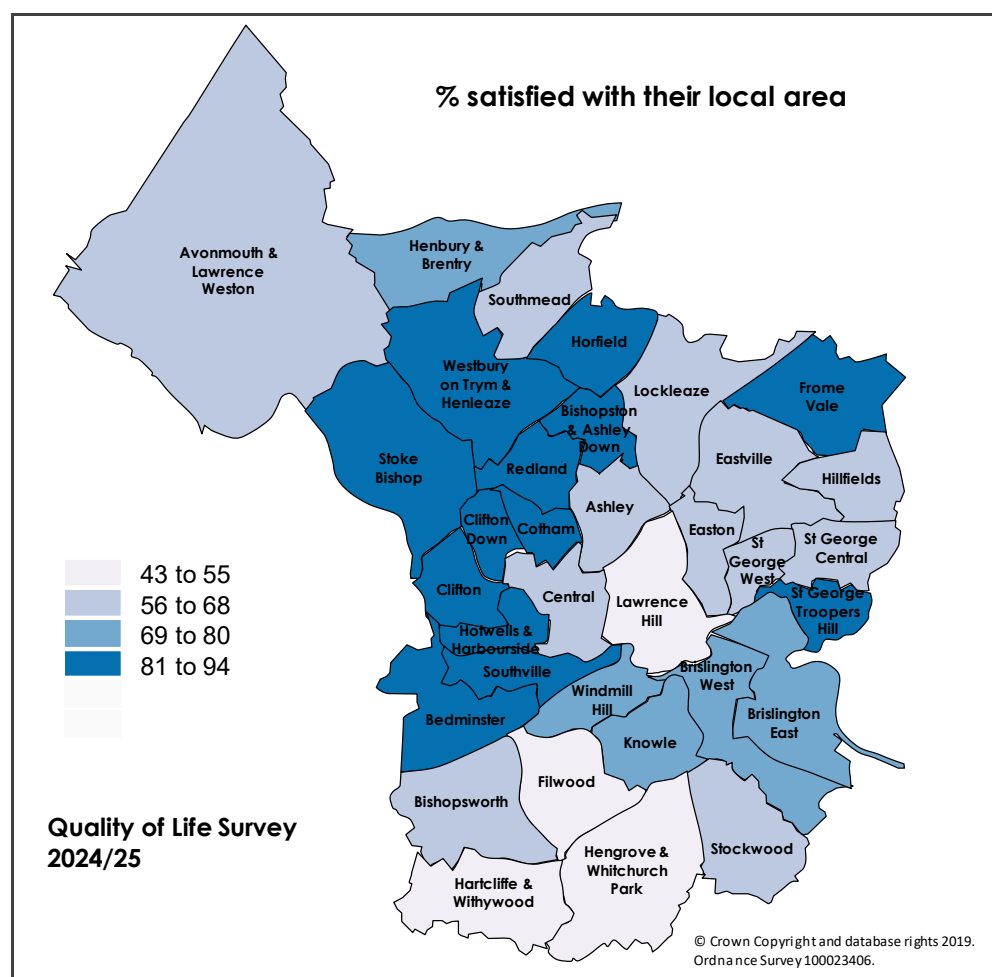 % satisfied with their local area
Avonmouth &
Lawrence
Weston
Henbury &
Brentry
Southmead
Horfield
Westbury
on Trym &
Henleaze
Lockleaze
Frome
Vale
Bishopston
& Ashley
Down
Stoke
Bishop
Redland
Eastville
Hillfields
Ashley
Clifton
Down
Cotham
Easton
St
George
West
St George
Central
Clifton
Central
Lawrence
Hill
St George
Troopers
Hill
Hotwells &
Harbourside
Southville
Brislington
West
Windmill
Hill
Bedminster
Knowle
Brislington
East
Filwood
Bishopsworth
Stockwood
Hengrove &
Whitchurch
Park
Hartcliffe &
Withywood
43 to 55
56 to 68
69 to 80
81 to 94
Quality of Life Survey
2024/25
© Crown Copyright and database rights 2019.
Ordnance Survey 100023406.